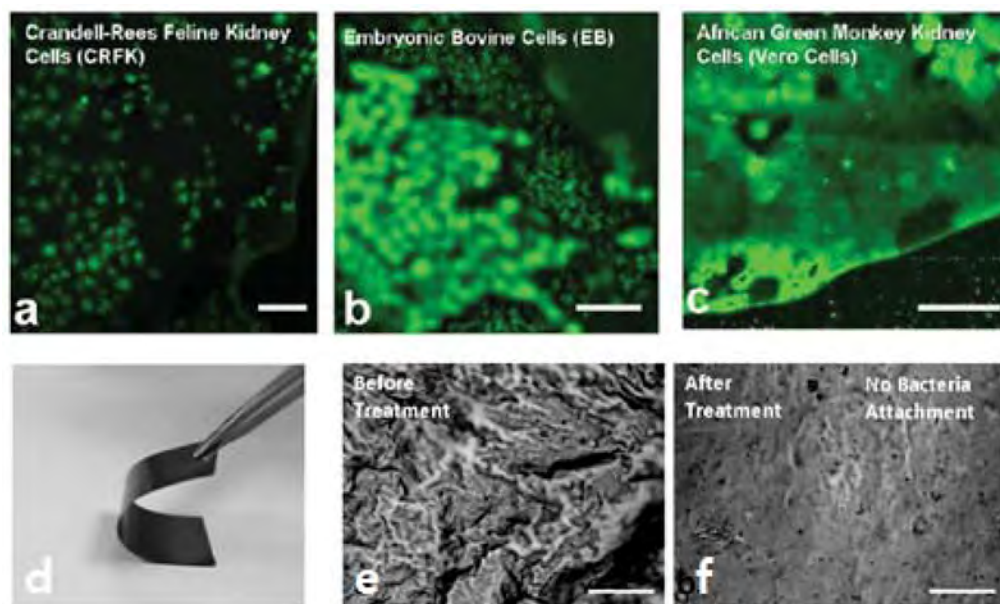 Crandell-Rees Feline Kidney
Cells (CRFK)
a
Embryonic Bovine Cells (EB)
b
African Green Monkey Kidney
Cells (Vero Cells)
c
d
Before
Treatment
e
After
Treatment
No Bacteria
Attachment
f